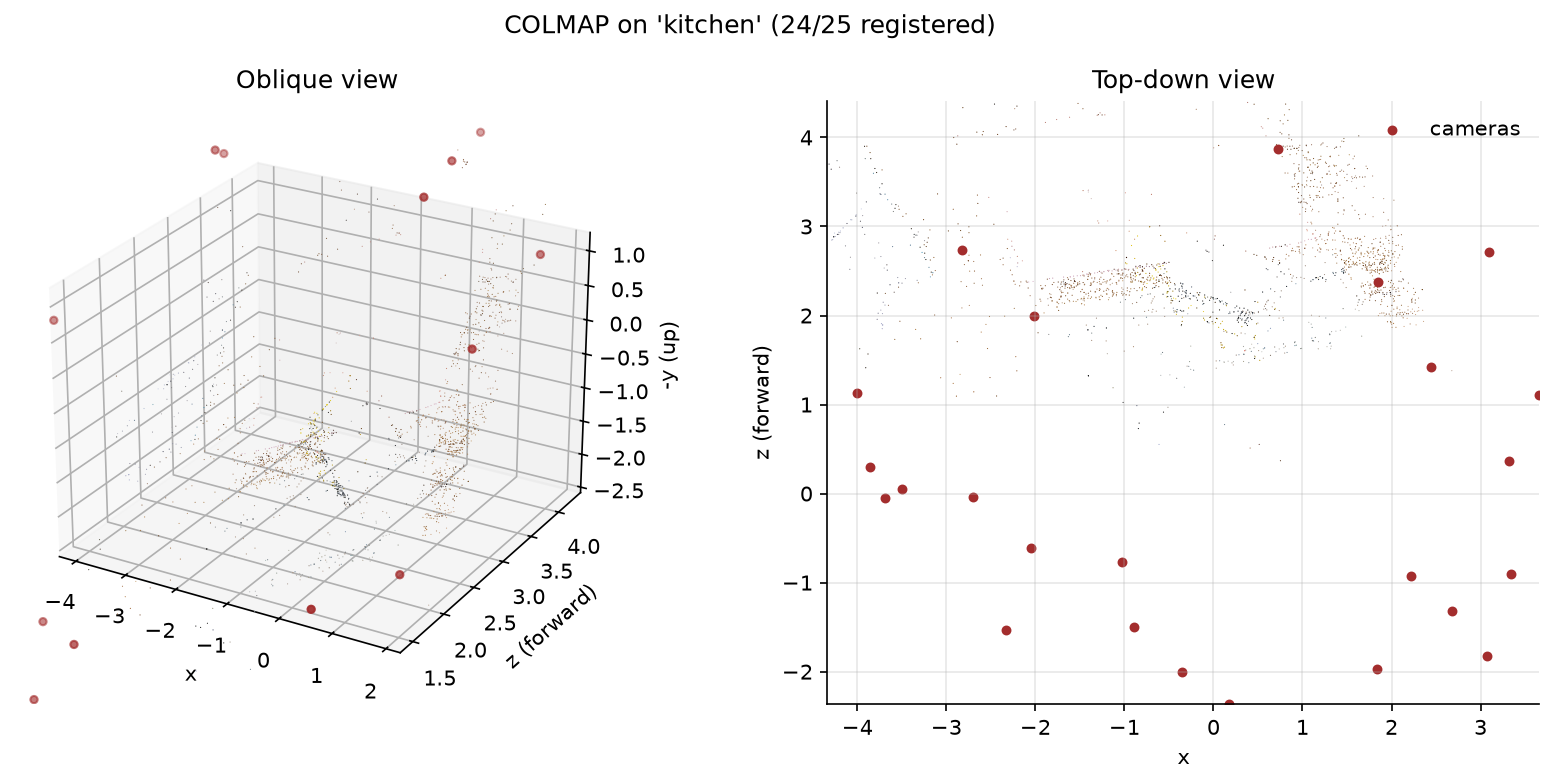 COLMAP on 'kitchen' (24/25 registered)
Oblique view
1.0
0.5
0.0
−0.5
−1.0
−1.5
−2.0
−2.5
-y (up)
4.0
3.5
3.0
2.5
2.0
1.5
z (forward)
−4
−3
−2
−1
0
1
2
x
Top-down view
cameras
4
3
2
1
0
−1
−2
z (forward)
−4 −3 −2 −1 0 1 2 3
x